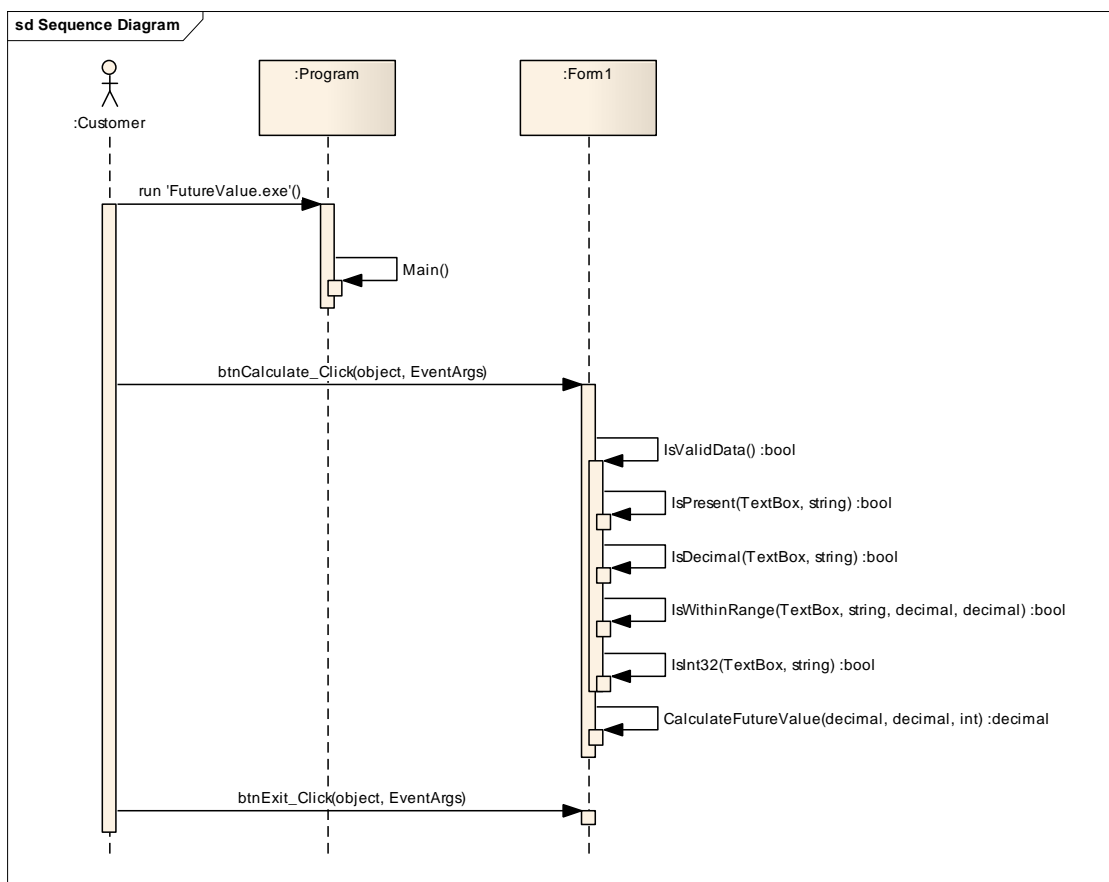 sd Sequence Diagram
:Customer
:Program
:Form1
run 'FutureValue.exe'()
Main()
btnCalculate_Click(object, EventArgs)
IsValidData() :bool
IsPresent(TextBox, string) :bool
IsDecimal(TextBox, string) :bool
IsWithinRange(TextBox, string, decimal, decimal) :bool
IsInt32(TextBox, string) :bool
CalculateFutureValue(decimal, decimal, int) :decimal
btnExit_Click(object, EventArgs)